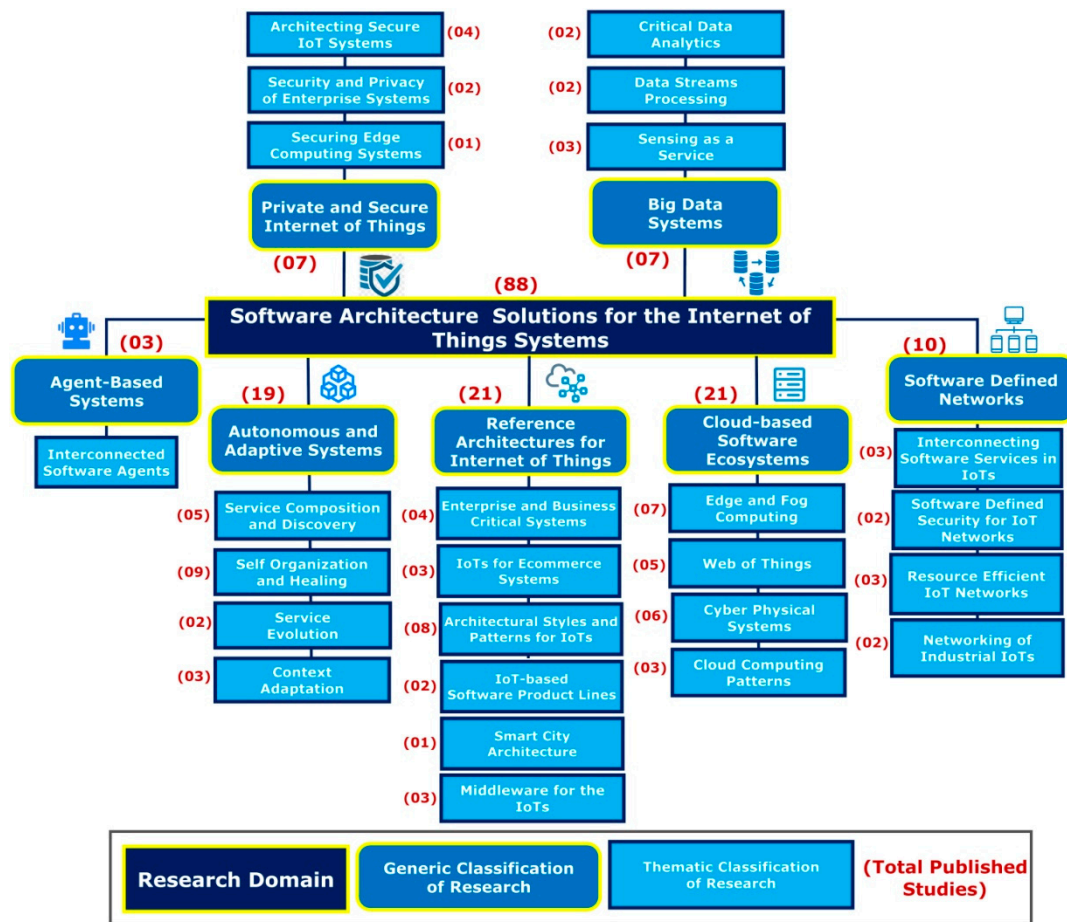 Architecting Secure
IoT Systems
(04)
Security and Privacy
of Enterprise Systems
(02)
Securing Edge
Computing Systems
(01)
Private and Secure
Internet of Things
(07)
(02)
Critical Data
Analytics
(02)
Data Streams
Processing
(03)
Sensing as a
Service
Big Data
Systems
(07)
(88)
Software Architecture Solutions for the Internet of
Things Systems
(03)
Agent-Based
Systems
Interconnected
Software Agents
(19)
Autonomous and
Adaptive Systems
(05)
Service Composition
and Discovery
(09)
Self Organization
and Healing
(02)
Service
Evolution
(03)
Context
Adaptation
(21)
Reference
Architectures for
Internet of Things
(04)
Enterprise and Business
Critical Systems
(03)
IoTs for Ecommerce
Systems
(08)
Architectural Styles and
Patterns for IoTs
(02)
IoT-based
Software Product Lines
(01)
Smart City
Architecture
(03)
Middleware for the
IoTs
(21)
Cloud-based
Software
Ecosystems
(07)
Edge and Fog
Computing
(05)
Web of Things
(06)
Cyber Physical
Systems
(03)
Cloud Computing
Patterns
(10)
Software Defined
Networks
(03)
Interconnecting
Software Services in
IoTs
(02)
Software Defined
Security for IoT
Networks
(03)
Resource Efficient
IoT Networks
(02)
Networking of
Industrial IoTs
Research Domain
Generic Classification
of Research
Thematic Classification
of Research
(Total Published
Studies)